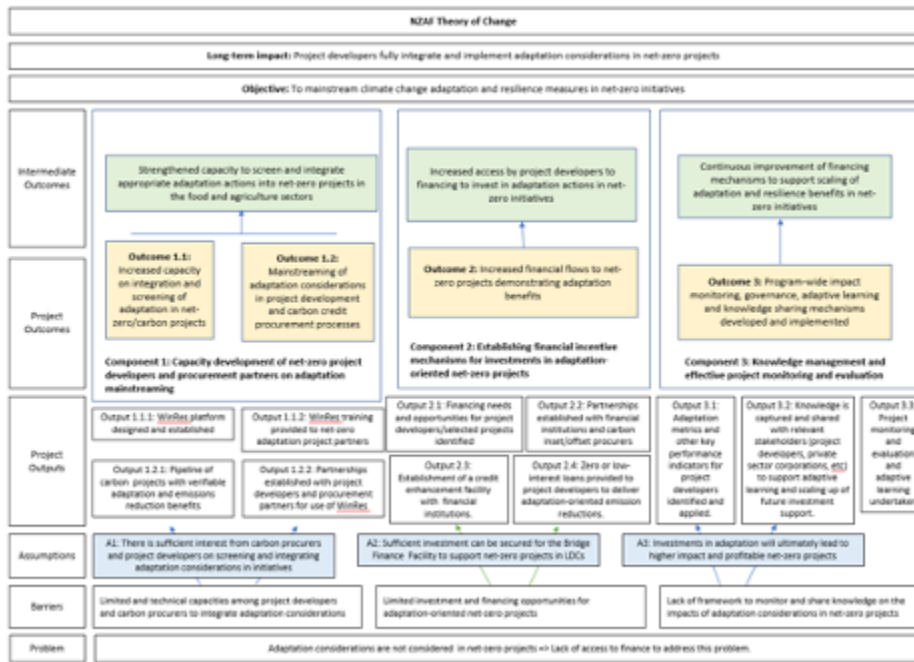 NZAF Theory of Change
Long-term impact: Project developers fully integrate and implement adaptation considerations in net-zero projects
Objective: To mainstream climate change adaptation and resilience measures in net-zero initiatives
Intermediate
Outcomes
Strengthened capacity to screen and integrate
appropriate adaptation actions into net-zero projects in
the food and agriculture sectors
Increased access by project developers to
financing to invest in adaptation actions in net-
zero initiatives
Continuous improvement of financing
mechanisms to support scaling of
adaptation and resilience benefits in net-
zero initiatives
Project
Outcomes
Outcome 1.1:
Increased capacity
on integration and
screening of
adaptation in net-
zero/carbon projects
Outcome 1.2:
Mainstreaming of
adaptation considerations
in project development
and carbon credit
procurement processes
Outcome 2: Increased financial flows to net-
zero projects demonstrating adaptation
benefits
Outcome 3: Program-wide impact
monitoring, governance, adaptive learning
and knowledge sharing mechanisms
developed and implemented
Component 1: Capacity development of net-zero project
developers and procurement partners on adaptation
mainstreaming
Component 2: Establishing financial incentive
mechanisms for investments in adaptation-
oriented net-zero projects
Component 3: Knowledge management and
effective project monitoring and evaluation
Project
Outputs
Output 1.1.1: WinRes platform
designed and established
Output 1.1.2: WinRes training
provided to net-zero
adaptation project partners
Output 1.2.1: Pipeline of
carbon projects with verifiable
adaptation and emissions
reduction benefits
Output 1.2.2: Partnerships
established with project
developers and procurement
partners for use of WinRes
Output 2.1: Financing needs
and opportunities for project
developers/selected projects
identified
Output 2.2: Partnerships
established with financial
institutions and carbon
inset/offset procurers
Output 2.3:
Establishment of a credit
enhancement facility
with financial
institutions.
Output 2.4: Zero or low-
interest loans provided to
project developers to deliver
adaptation-oriented emission
reductions.
Output 3.1:
Adaptation
metrics and
other key
performance
indicators for
project
developers
identified and
applied.
Output 3.2: Knowledge is
captured and shared
with relevant
stakeholders (project
developers, private
sector corporations, etc)
to support adaptive
learning and scaling up of
future investment
support.
Output 3.3:
Project
monitoring
and
evaluation
and
adaptive
learning
undertaken
Assumptions
A1: There is sufficient interest from carbon procurers
and project developers on screening and integrating
adaptation considerations in initiatives
A2: Sufficient investment can be secured for the Bridge
Finance Facility to support net-zero projects in LDCs
A3: Investments in adaptation will ultimately lead to
higher impact and profitable net-zero projects
Barriers
Limited and technical capacities among project developers
and carbon procurers to integrate adaptation-considerations
Limited investment and financing opportunities for
adaptation-oriented net-zero projects
Lack of framework to monitor and share knowledge on the
impacts of adaptation considerations in net-zero projects
Problem
Adaptation considerations are not considered in net-zero projects => Lack of access to finance to address this problem.